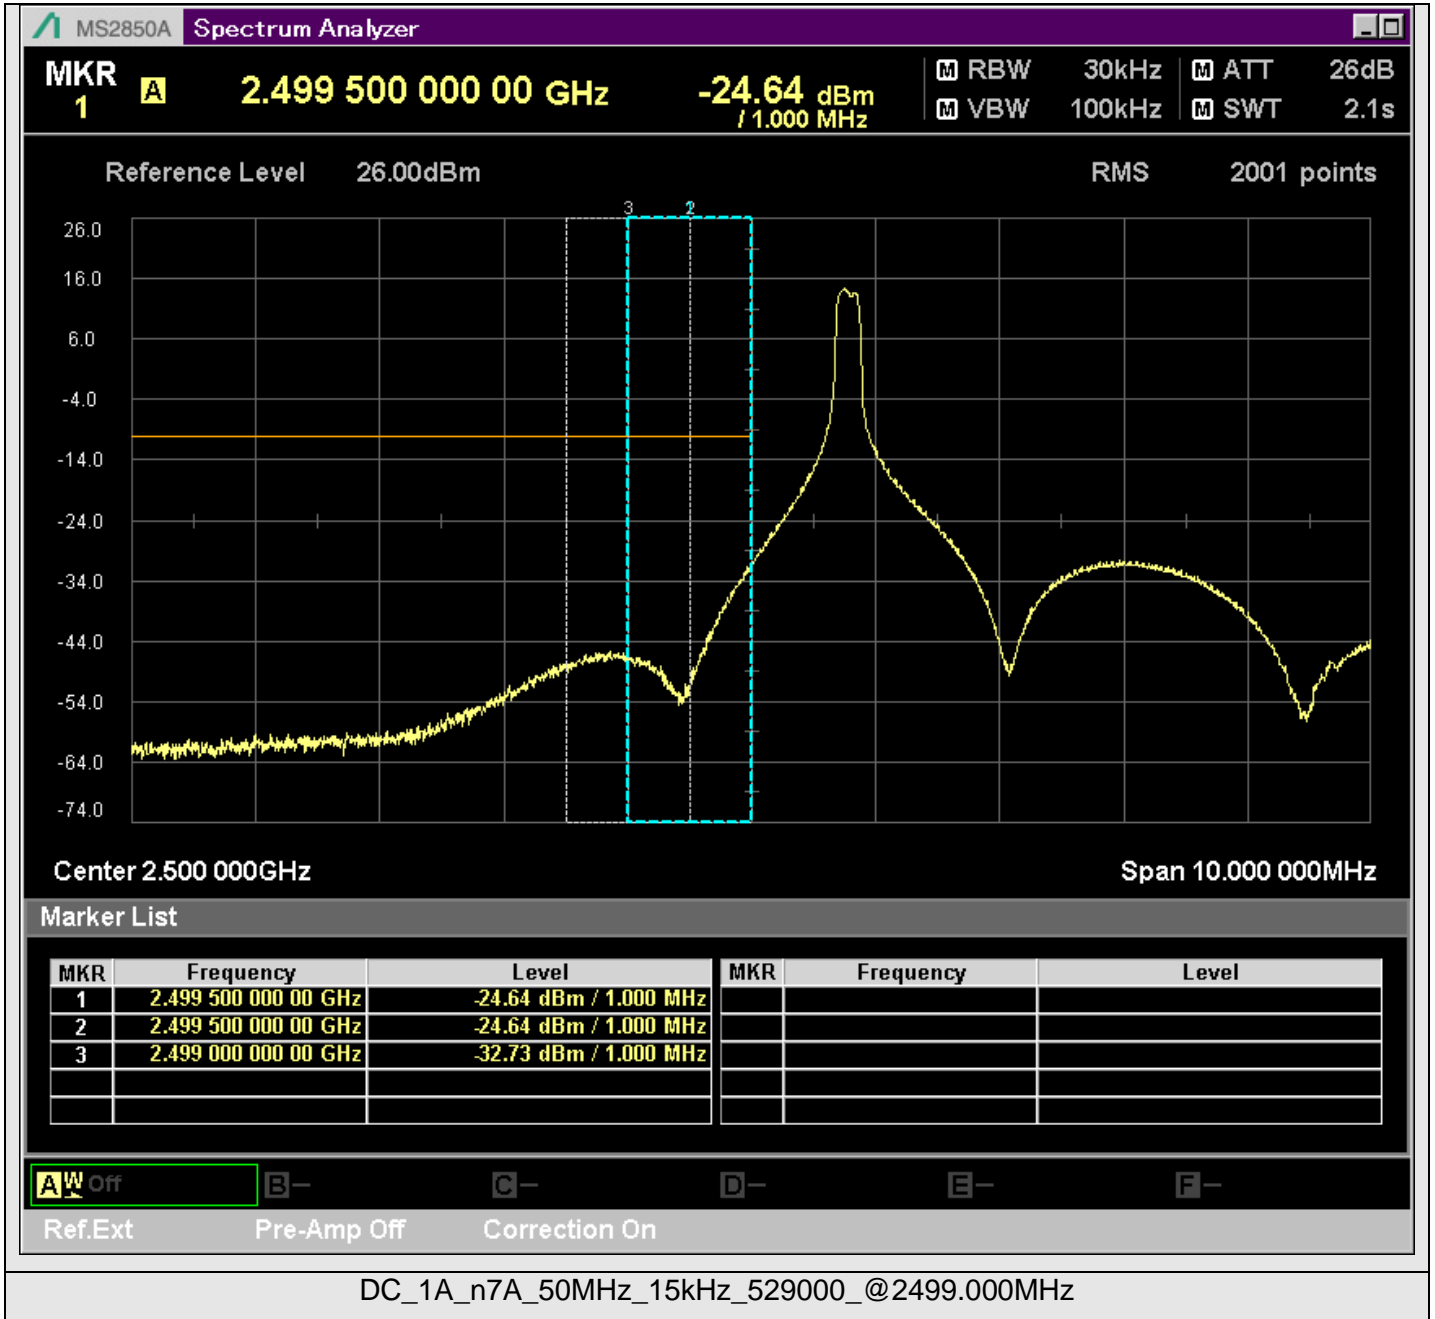 MS2850A Spectrum Analyzer
MKR 1 A 2.499 500 000 00 GHz -24.64 dBm / 1.000 MHz
M RBW 30kHz M ATT 26dB
M VBW 100kHz M SWT 2.1s
Reference Level 26.00dBm RMS 2001 points
3 2
26.0
16.0
6.0
-4.0
-14.0
-24.0
-34.0
-44.0
-54.0
-64.0
-74.0
Center 2.500 000GHz Span 10.000 000MHz
Marker List
MKR Frequency Level MKR Frequency Level
1 2.499 500 000 00 GHz -24.64 dBm / 1.000 MHz
2 2.499 500 000 00 GHz -24.64 dBm / 1.000 MHz
3 2.499 000 000 00 GHz -32.73 dBm / 1.000 MHz
A W Off B C D E F
Ref.Ext Pre-Amp Off Correction On
DC_1A_n7A_50MHz_15kHz_529000_@2499.000MHz